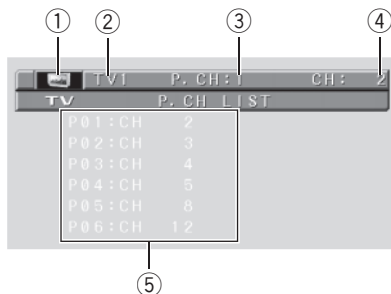 ① ② ③ ④
TV1 P.CH:1 CH: 2
TV P.CH LIST
P01:CH 2
P02:CH 3
P03:CH 4
P04:CH 5
P05:CH 8
P06:CH 12
⑤